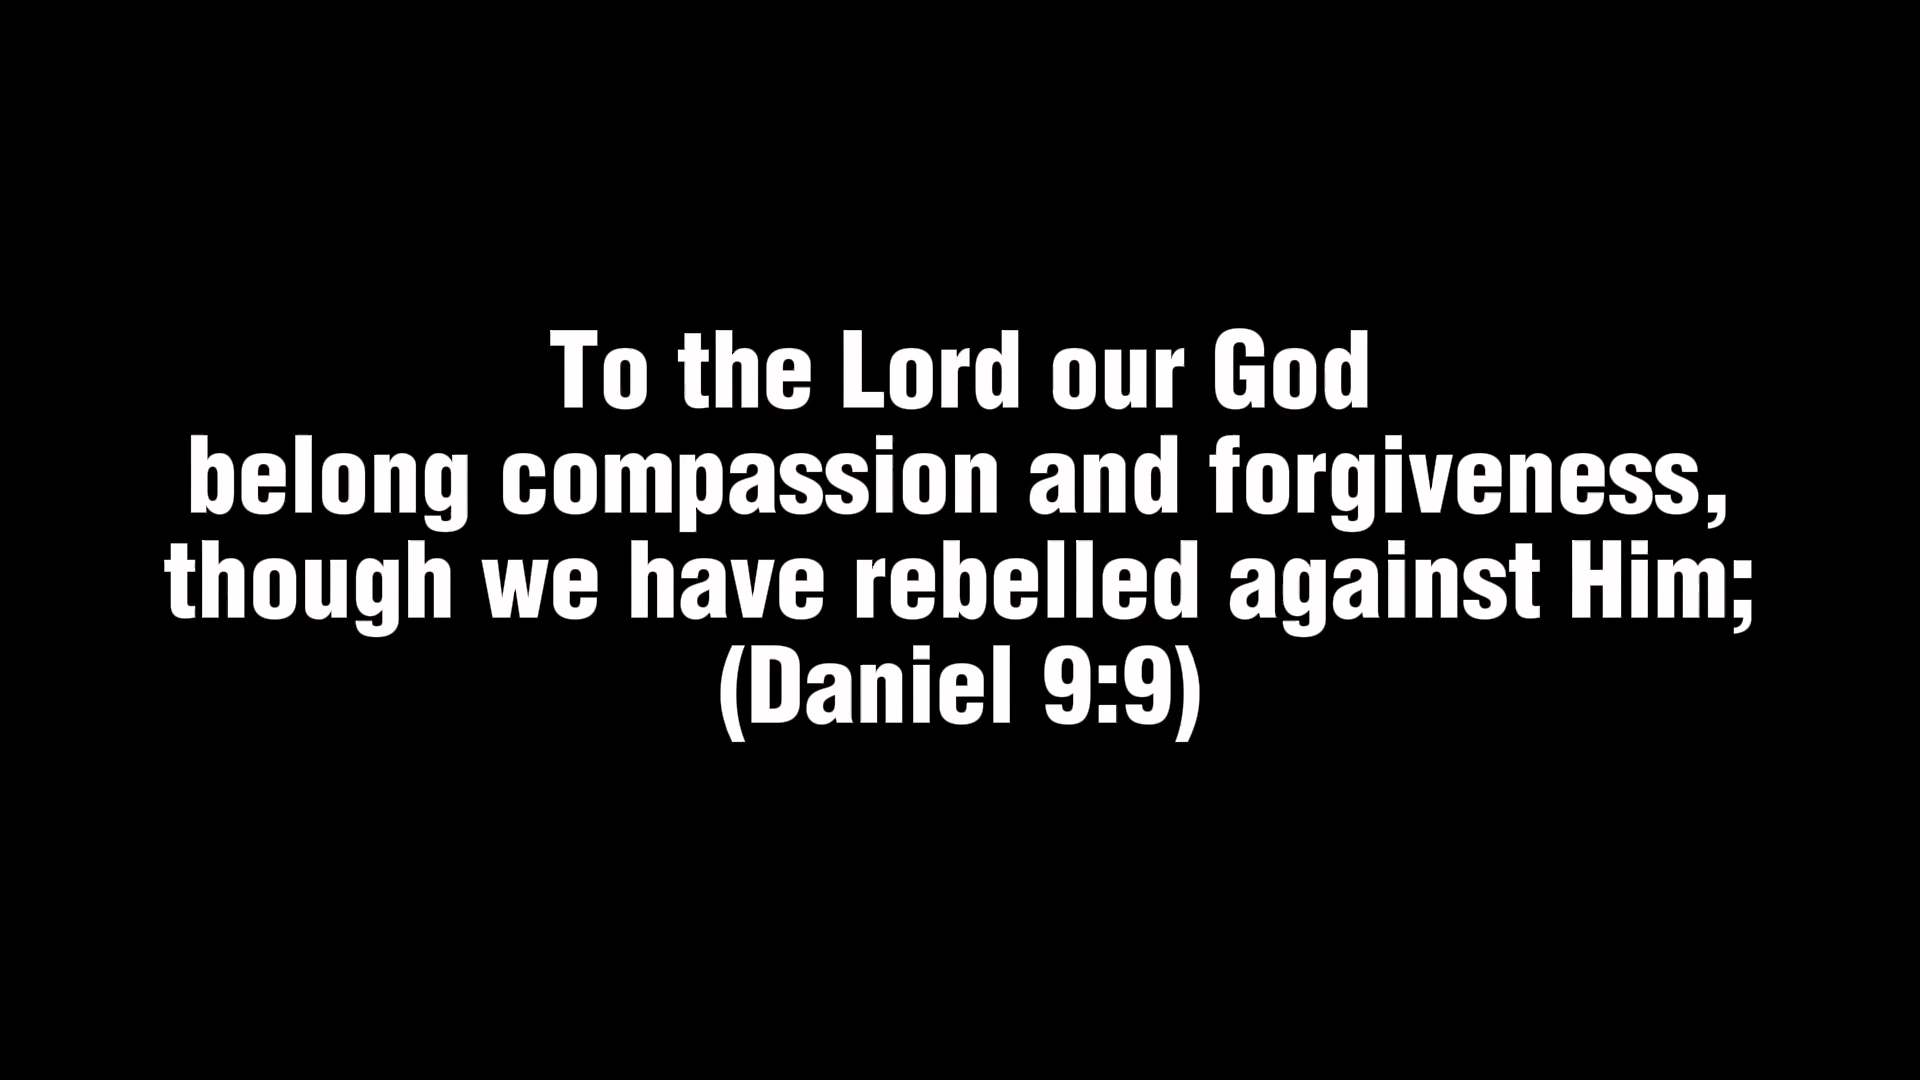 To the Lord our God
belong compassion and forgiveness,
though we have rebelled against Him;
(Daniel 9:9)